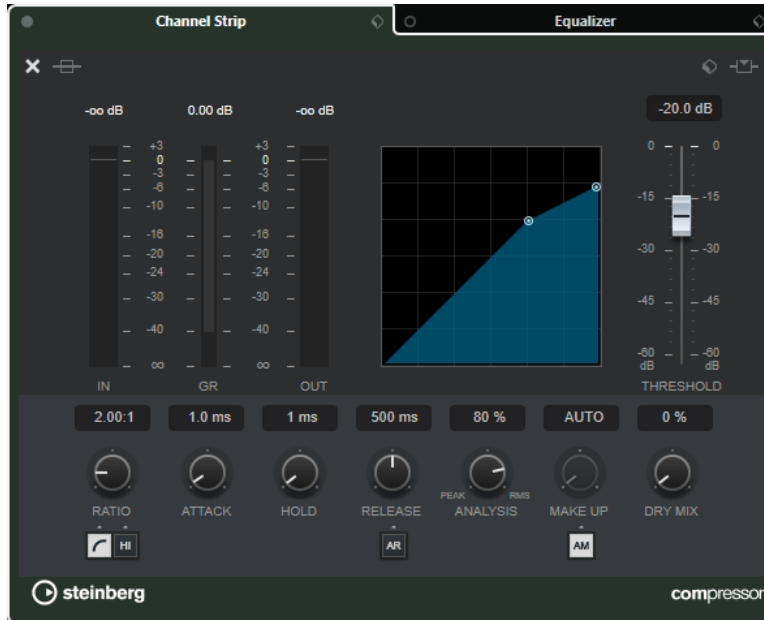 Channel Strip
Equalizer
-oo dB 0.00 dB -oo dB -20.0 dB
+3 +3
0 0 0 0
-3 -3
-6 -6
-10 -10 -15 -15
-16 -16
-20 -20
-24 -24 -30 -30
-30 -30
-40 -40 -45 -45
∞ ∞ -60 -60
dB dB
IN GR OUT THRESHOLD
2.00:1 1.0 ms 1 ms 500 ms 80 % AUTO 0 %
PEAK RMS
RATIO ATTACK HOLD RELEASE ANALYSIS MAKE UP DRY MIX
HI AR AM
steinberg
compressor